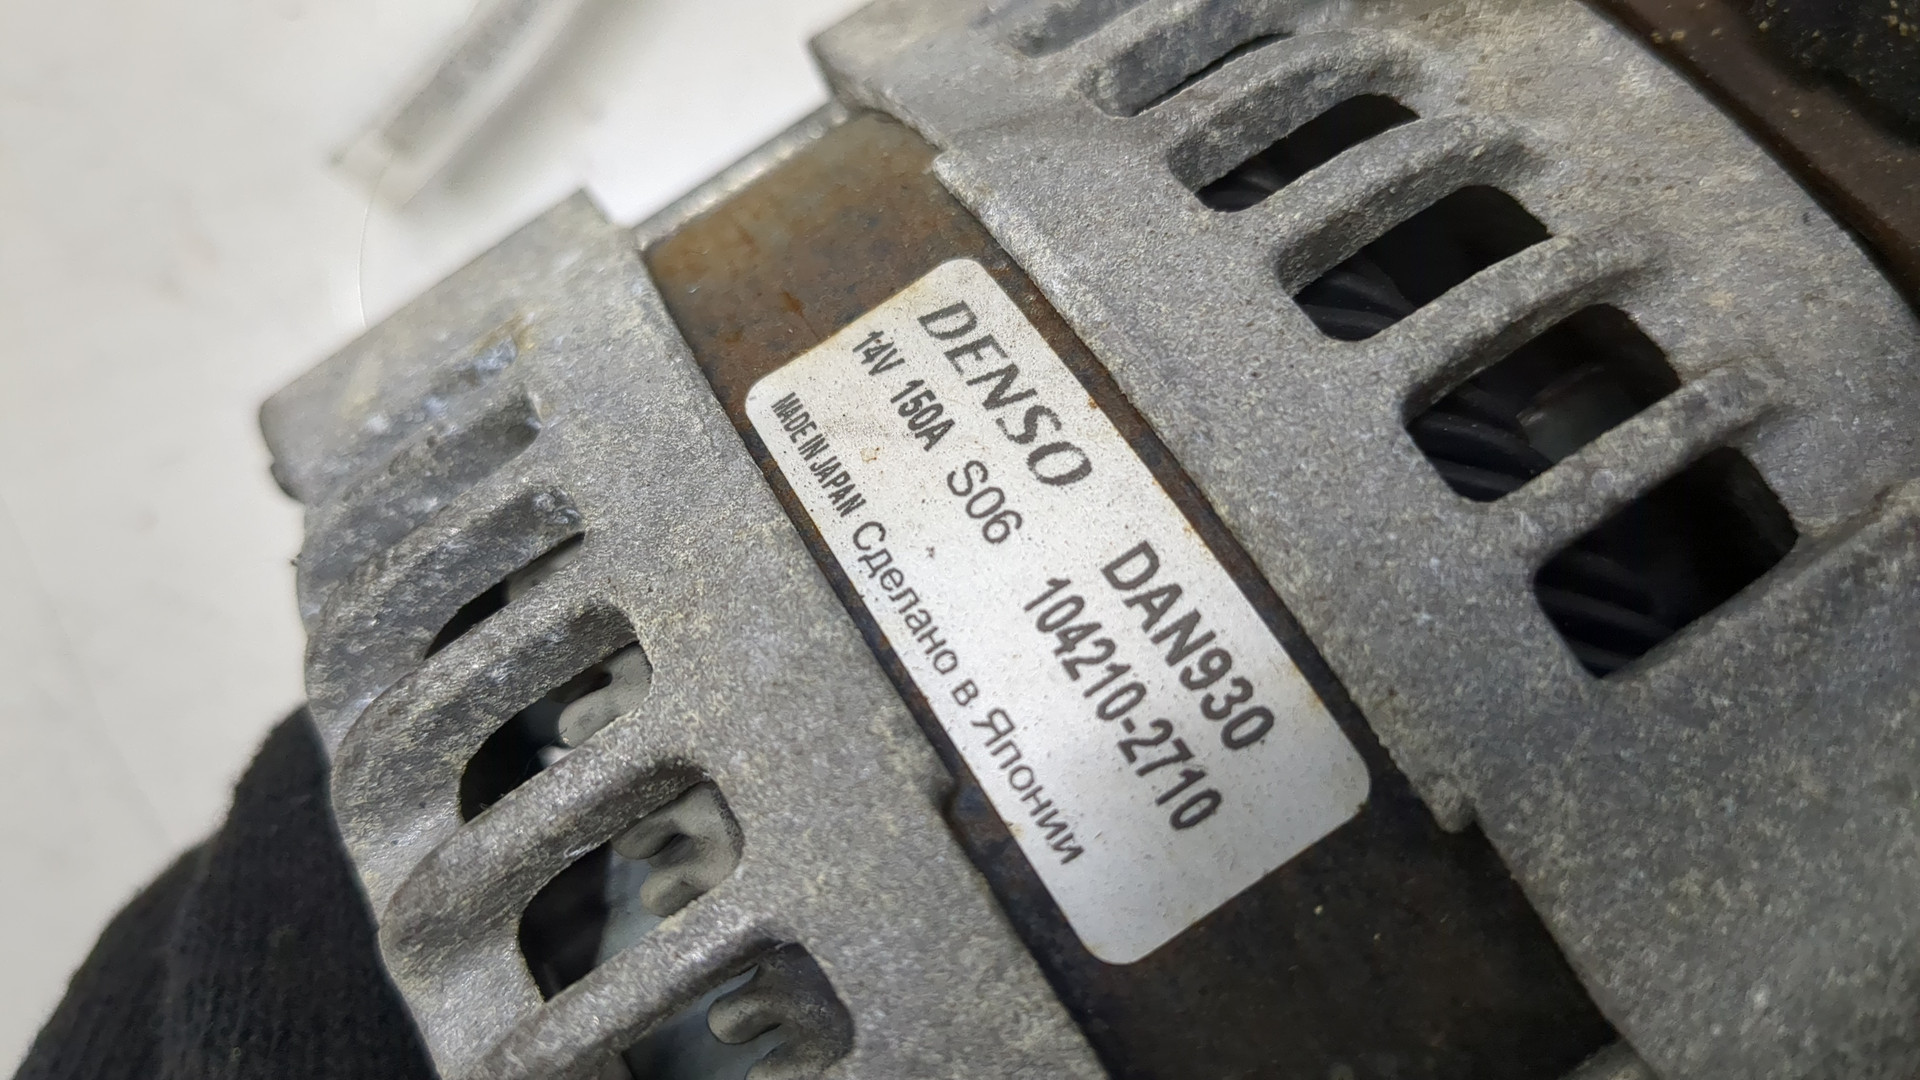 DENSO DAN930
14V 150A S06 104210-2710
MADE IN JAPAN Сделано в Японии